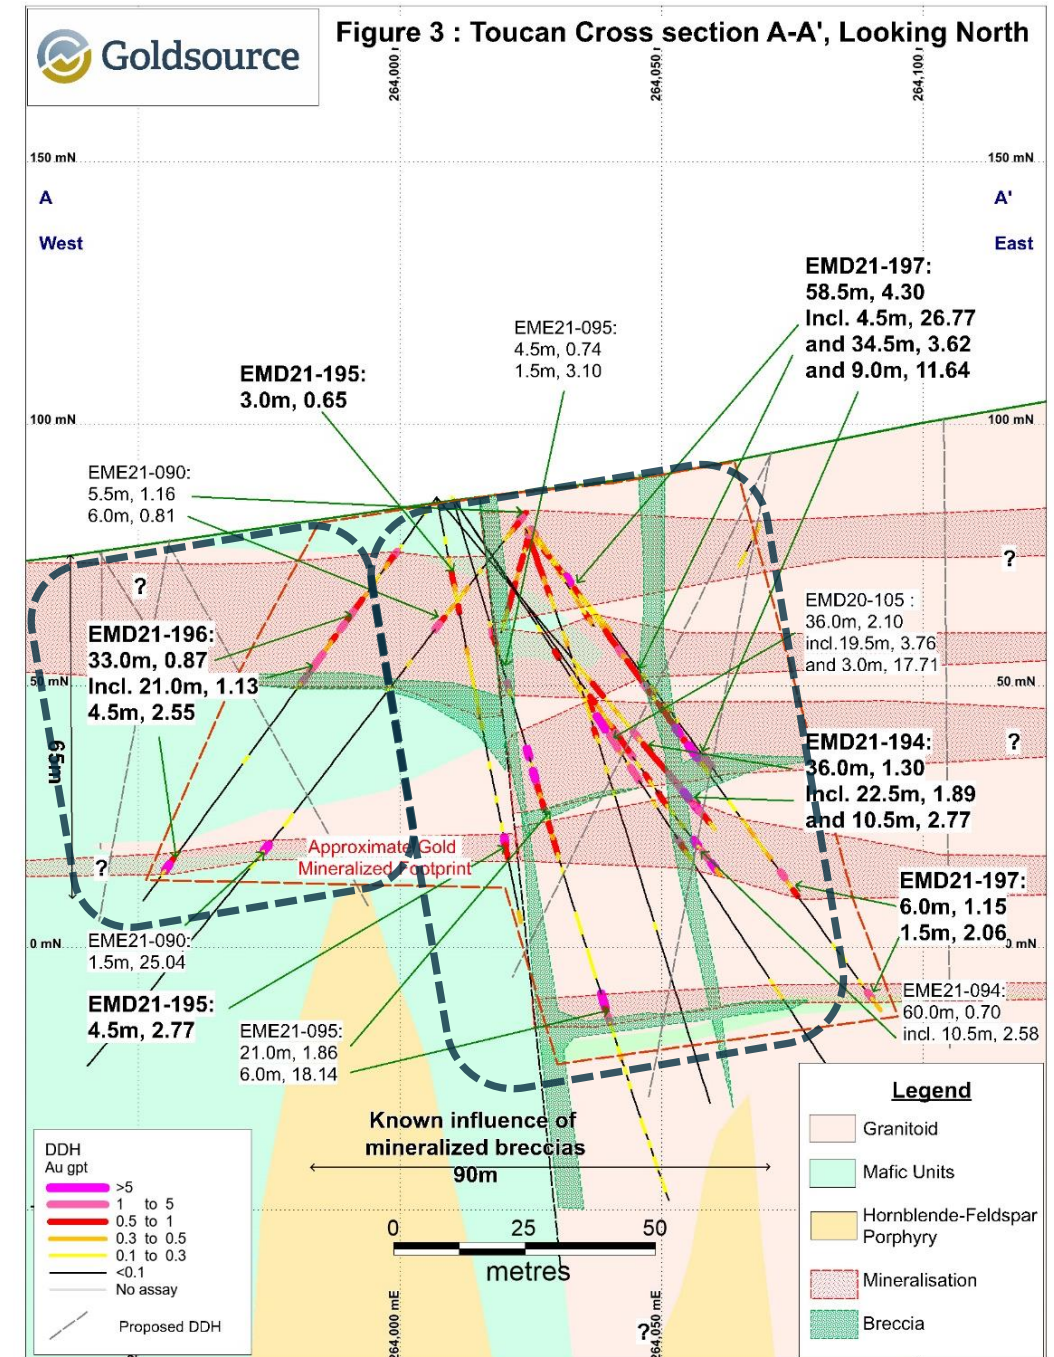 Goldsource
Figure 3 : Toucan Cross section A-A', Looking North
264,000
264,050
264,100
150 mN
150 mN
A
A'
West
East
EMD21-197:
58.5m, 4.30
Incl. 4.5m, 26.77
and 34.5m, 3.62
and 9.0m, 11.64
EME21-095:
4.5m, 0.74
1.5m, 3.10
EMD21-195:
3.0m, 0.65
100 mN
100 mN
EME21-090:
5.5m, 1.16
6.0m, 0.81
?
?
EMD20-105 :
36.0m, 2.10
incl.19.5m, 3.76
and 3.0m, 17.71
EMD21-196:
33.0m, 0.87
Incl. 21.0m, 1.13
4.5m, 2.55
50 mN
50 mN
65m
EMD21-194:
36.0m, 1.30
Incl 22.5m, 1.89
and 10.5m, 2.77
?
?
Approximate Gold
Mineralized Footprint
EMD21-197:
6.0m, 1.15
1.5m, 2.06
EME21-090:
1.5m, 25.04
0 mN
0 mN
EMD21-195:
4.5m, 2.77
EME21-095:
21.0m, 1.86
6.0m, 18.14
EME21-094:
60.0m, 0.70
incl. 10.5m, 2.58
Known influence of
mineralized breccias
90m
0 25 50
metres
264,000 mE
264,050 mE
?
DDH
Au gpt
>5
1 to 5
0.5 to 1
0.3 to 0.5
0.1 to 0.3
<0.1
No assay
Proposed DDH
Legend
Granitoid
Mafic Units
Hornblende-Feldspar
Porphyry
Mineralisation
Breccia